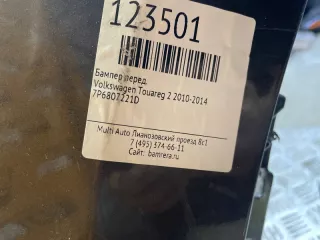 123501
Бампер перед.
Volkswagen Touareg 2 2010-2014
7P6807221D
Multi Auto Лианозовский проезд 8с1
7 (495) 374-66-11
Сайт: bamrera.ru